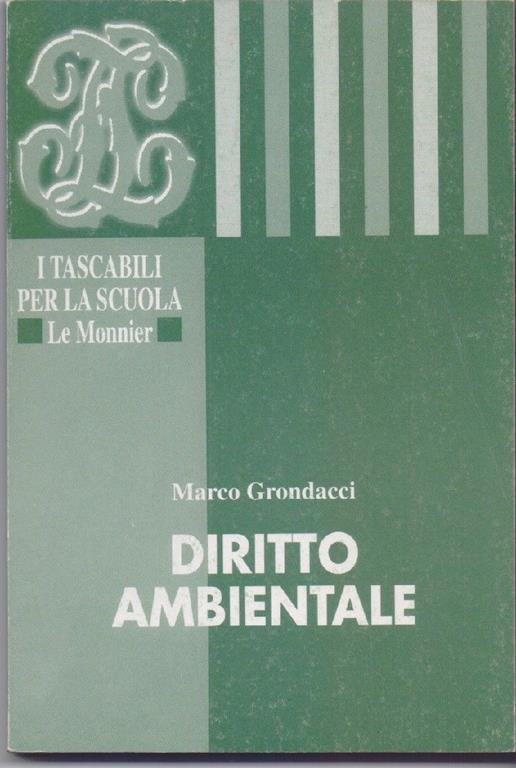 I TASCABILI
PER LA SCUOLA
Le Monnier
Marco Grondacci
DIRITTO
AMBIENTALE